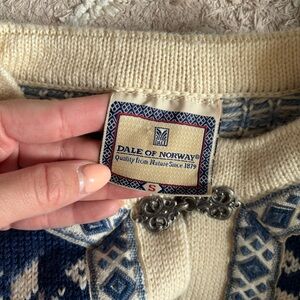 DALE OF NORWAY®
Quality from Nature Since 1879
S